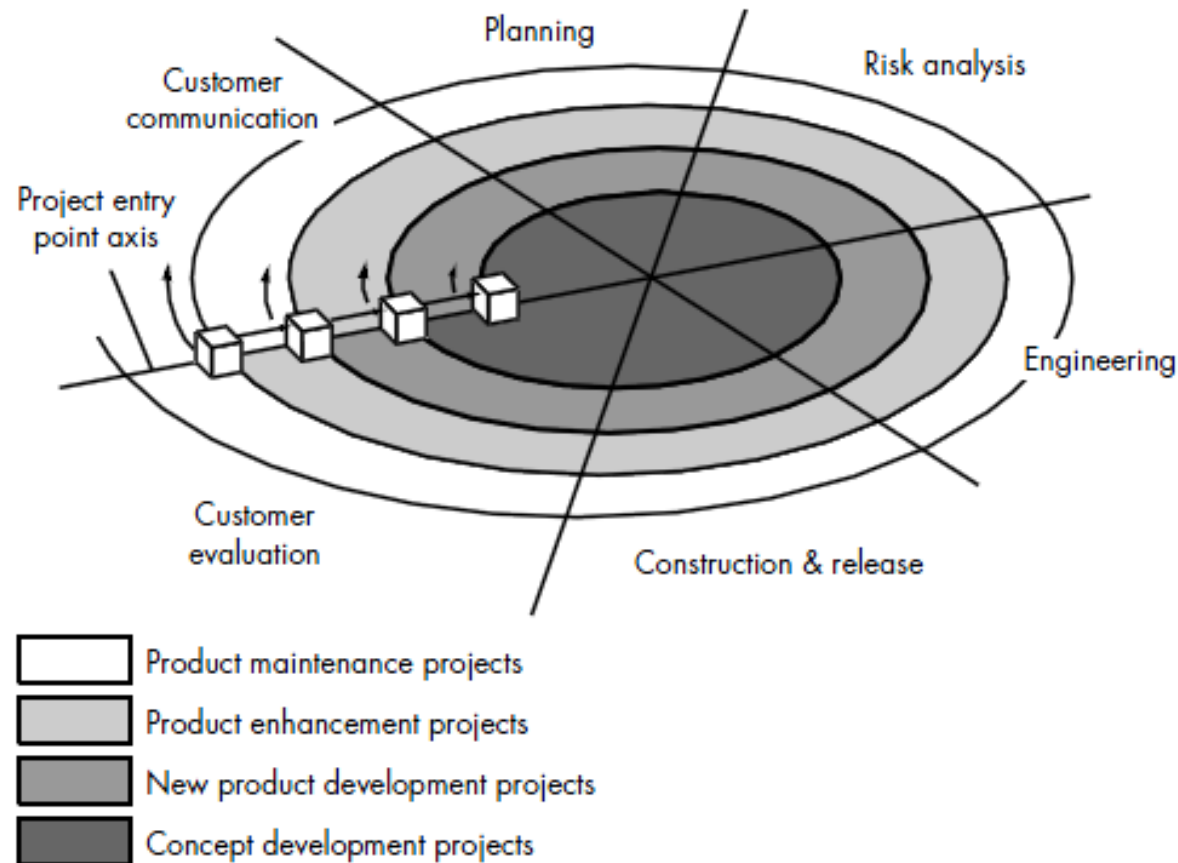 Planning
Risk analysis
Customer
communication
Project entry
point axis
Engineering
Customer
evaluation
Construction & release
Product maintenance projects
Product enhancement projects
New product development projects
Concept development projects